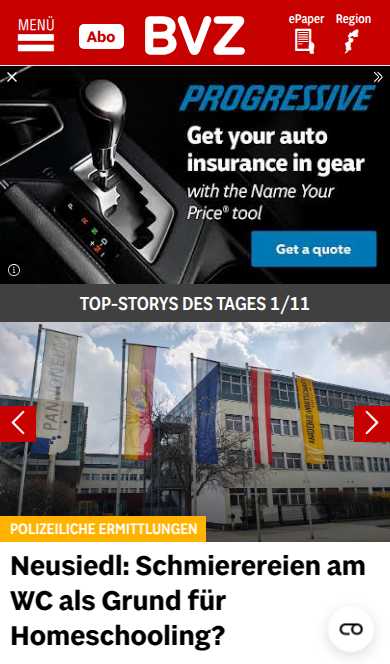 MENÜ
Abo
BVZ
ePaper
Region
PROGRESSIVE
Get your auto
insurance in gear
with the Name Your
Price® tool
Get a quote
TOP-STORYS DES TAGES 1/11
PANNONEUM
POLIZEILICHE ERMITTLUNGEN
Neusiedl: Schmierereien am
WC als Grund für
Homeschooling?